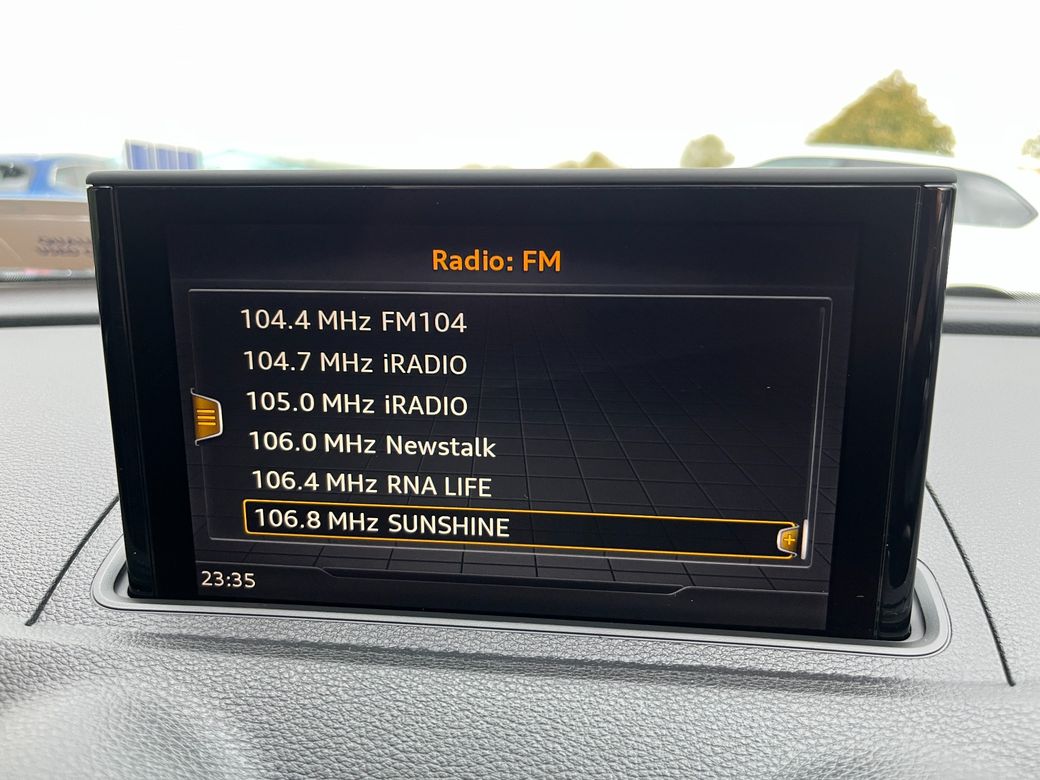 Radio: FM
104.4 MHz FM104
104.7 MHz iRADIO
105.0 MHz iRADIO
106.0 MHz Newstalk
106.4 MHz RNA LIFE
106.8 MHz SUNSHINE
23:35